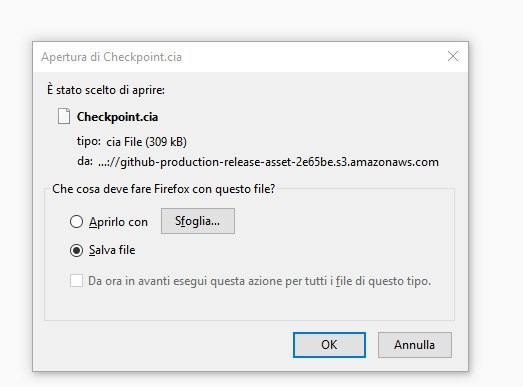 Apertura di Checkpoint.cia
È stato scelto di aprire:
Checkpoint.cia
tipo: cia File (309 kB)
da: ...://github-production-release-asset-2e65be.s3.amazonaws.com
Che cosa deve fare Firefox con questo file?
Aprirlo con Sfoglia...
Salva file
Da ora in avanti esegui questa azione per tutti i file di questo tipo.
OK Annulla